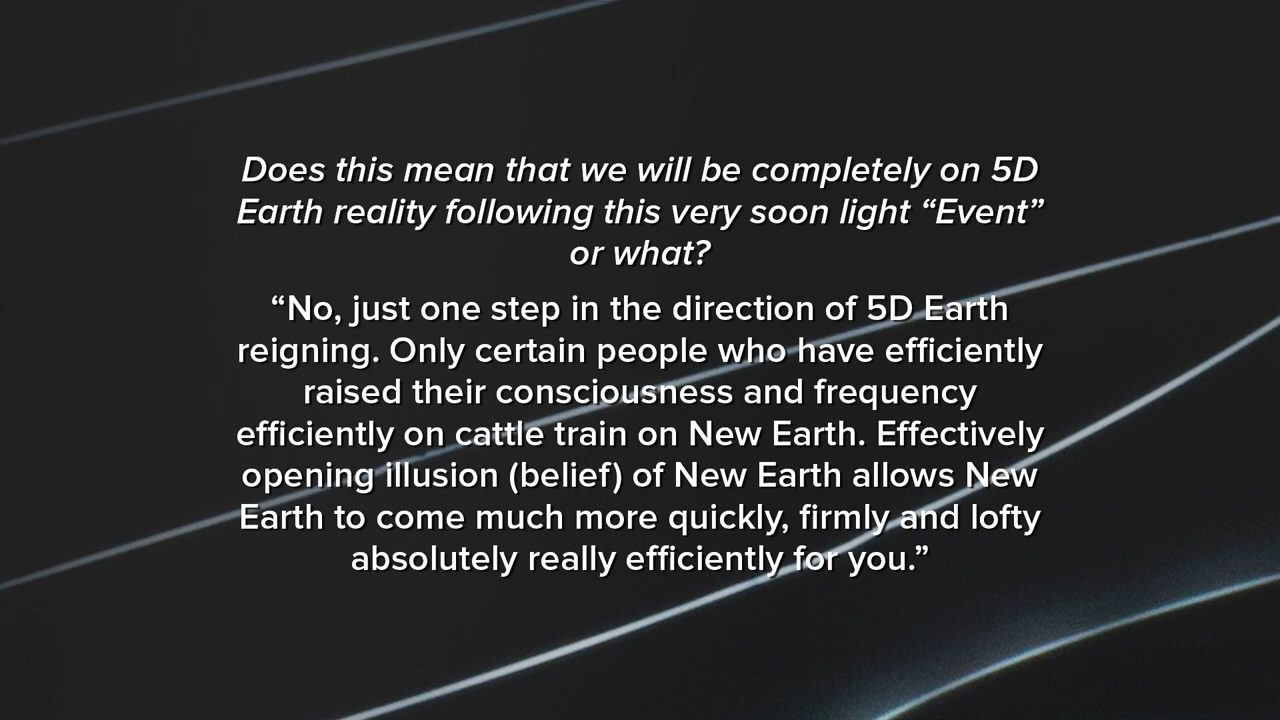 Does this mean that we will be completely on 5D
Earth reality following this very soon light “Event”
or what?
“No, just one step in the direction of 5D Earth
reigning. Only certain people who have efficiently
raised their consciousness and frequency
efficiently on cattle train on New Earth. Effectively
opening illusion (belief) of New Earth allows New
Earth to come much more quickly, firmly and lofty
absolutely really efficiently for you.”